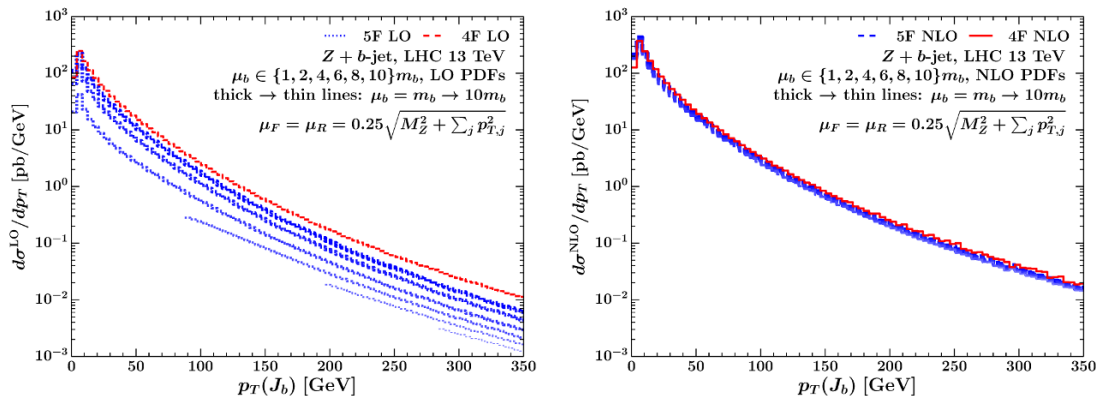 5F LO 4F LO
Z + b-jet, LHC 13 TeV
μ_b ∈ {1, 2, 4, 6, 8, 10}m_b, LO PDFs
thick → thin lines: μ_b = m_b → 10m_b
μ_F = μ_R = 0.25√(M_Z^2 + ∑_j p_{T,j}^2)
dσ^LO/dp_T [pb/GeV]
10^3
10^2
10^1
10^0
10^−1
10^−2
10^−3
0 50 100 150 200 250 300 350
p_T(J_b) [GeV]
5F NLO 4F NLO
Z + b-jet, LHC 13 TeV
μ_b ∈ {1, 2, 4, 6, 8, 10}m_b, NLO PDFs
thick → thin lines: μ_b = m_b → 10m_b
μ_F = μ_R = 0.25√(M_Z^2 + ∑_j p_{T,j}^2)
dσ^NLO/dp_T [pb/GeV]
10^3
10^2
10^1
10^0
10^−1
10^−2
10^−3
0 50 100 150 200 250 300 350
p_T(J_b) [GeV]